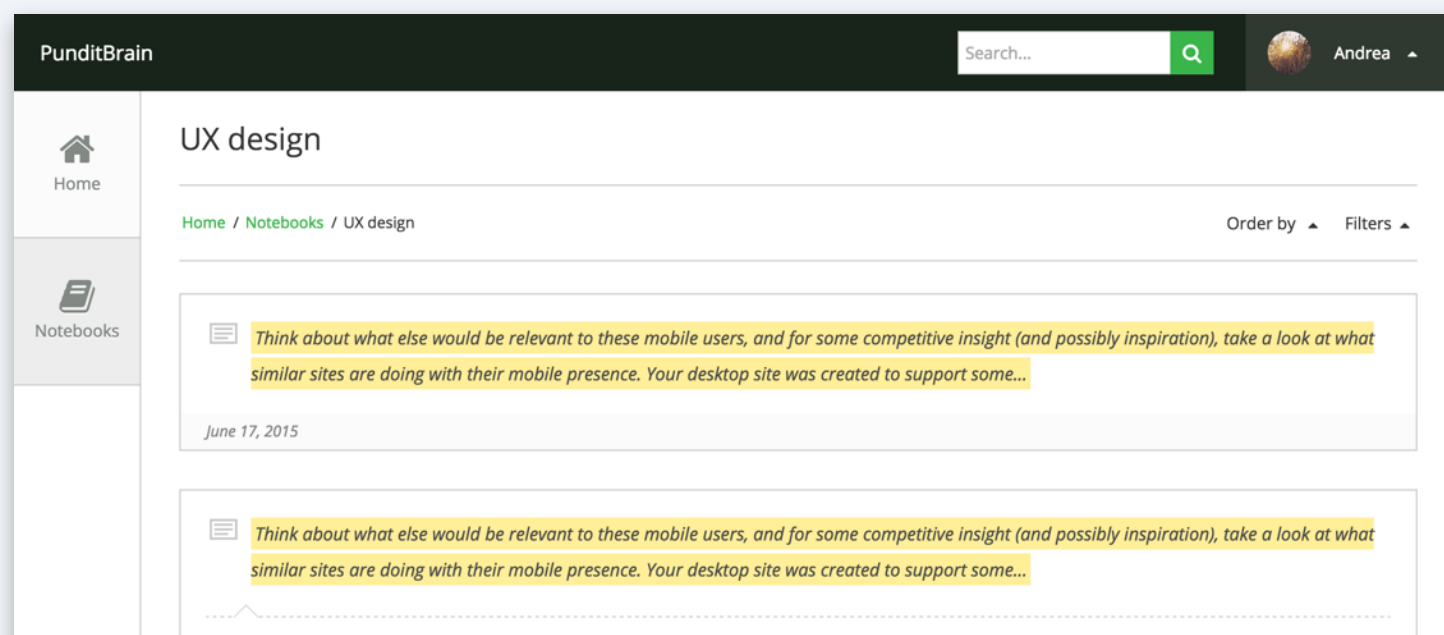 PunditBrain
Search...
Andrea
Home
Notebooks
UX design
Home / Notebooks / UX design
Order by
Filters
Think about what else would be relevant to these mobile users, and for some competitive insight (and possibly inspiration), take a look at what
similar sites are doing with their mobile presence. Your desktop site was created to support some...
June 17, 2015
Think about what else would be relevant to these mobile users, and for some competitive insight (and possibly inspiration), take a look at what
similar sites are doing with their mobile presence. Your desktop site was created to support some...